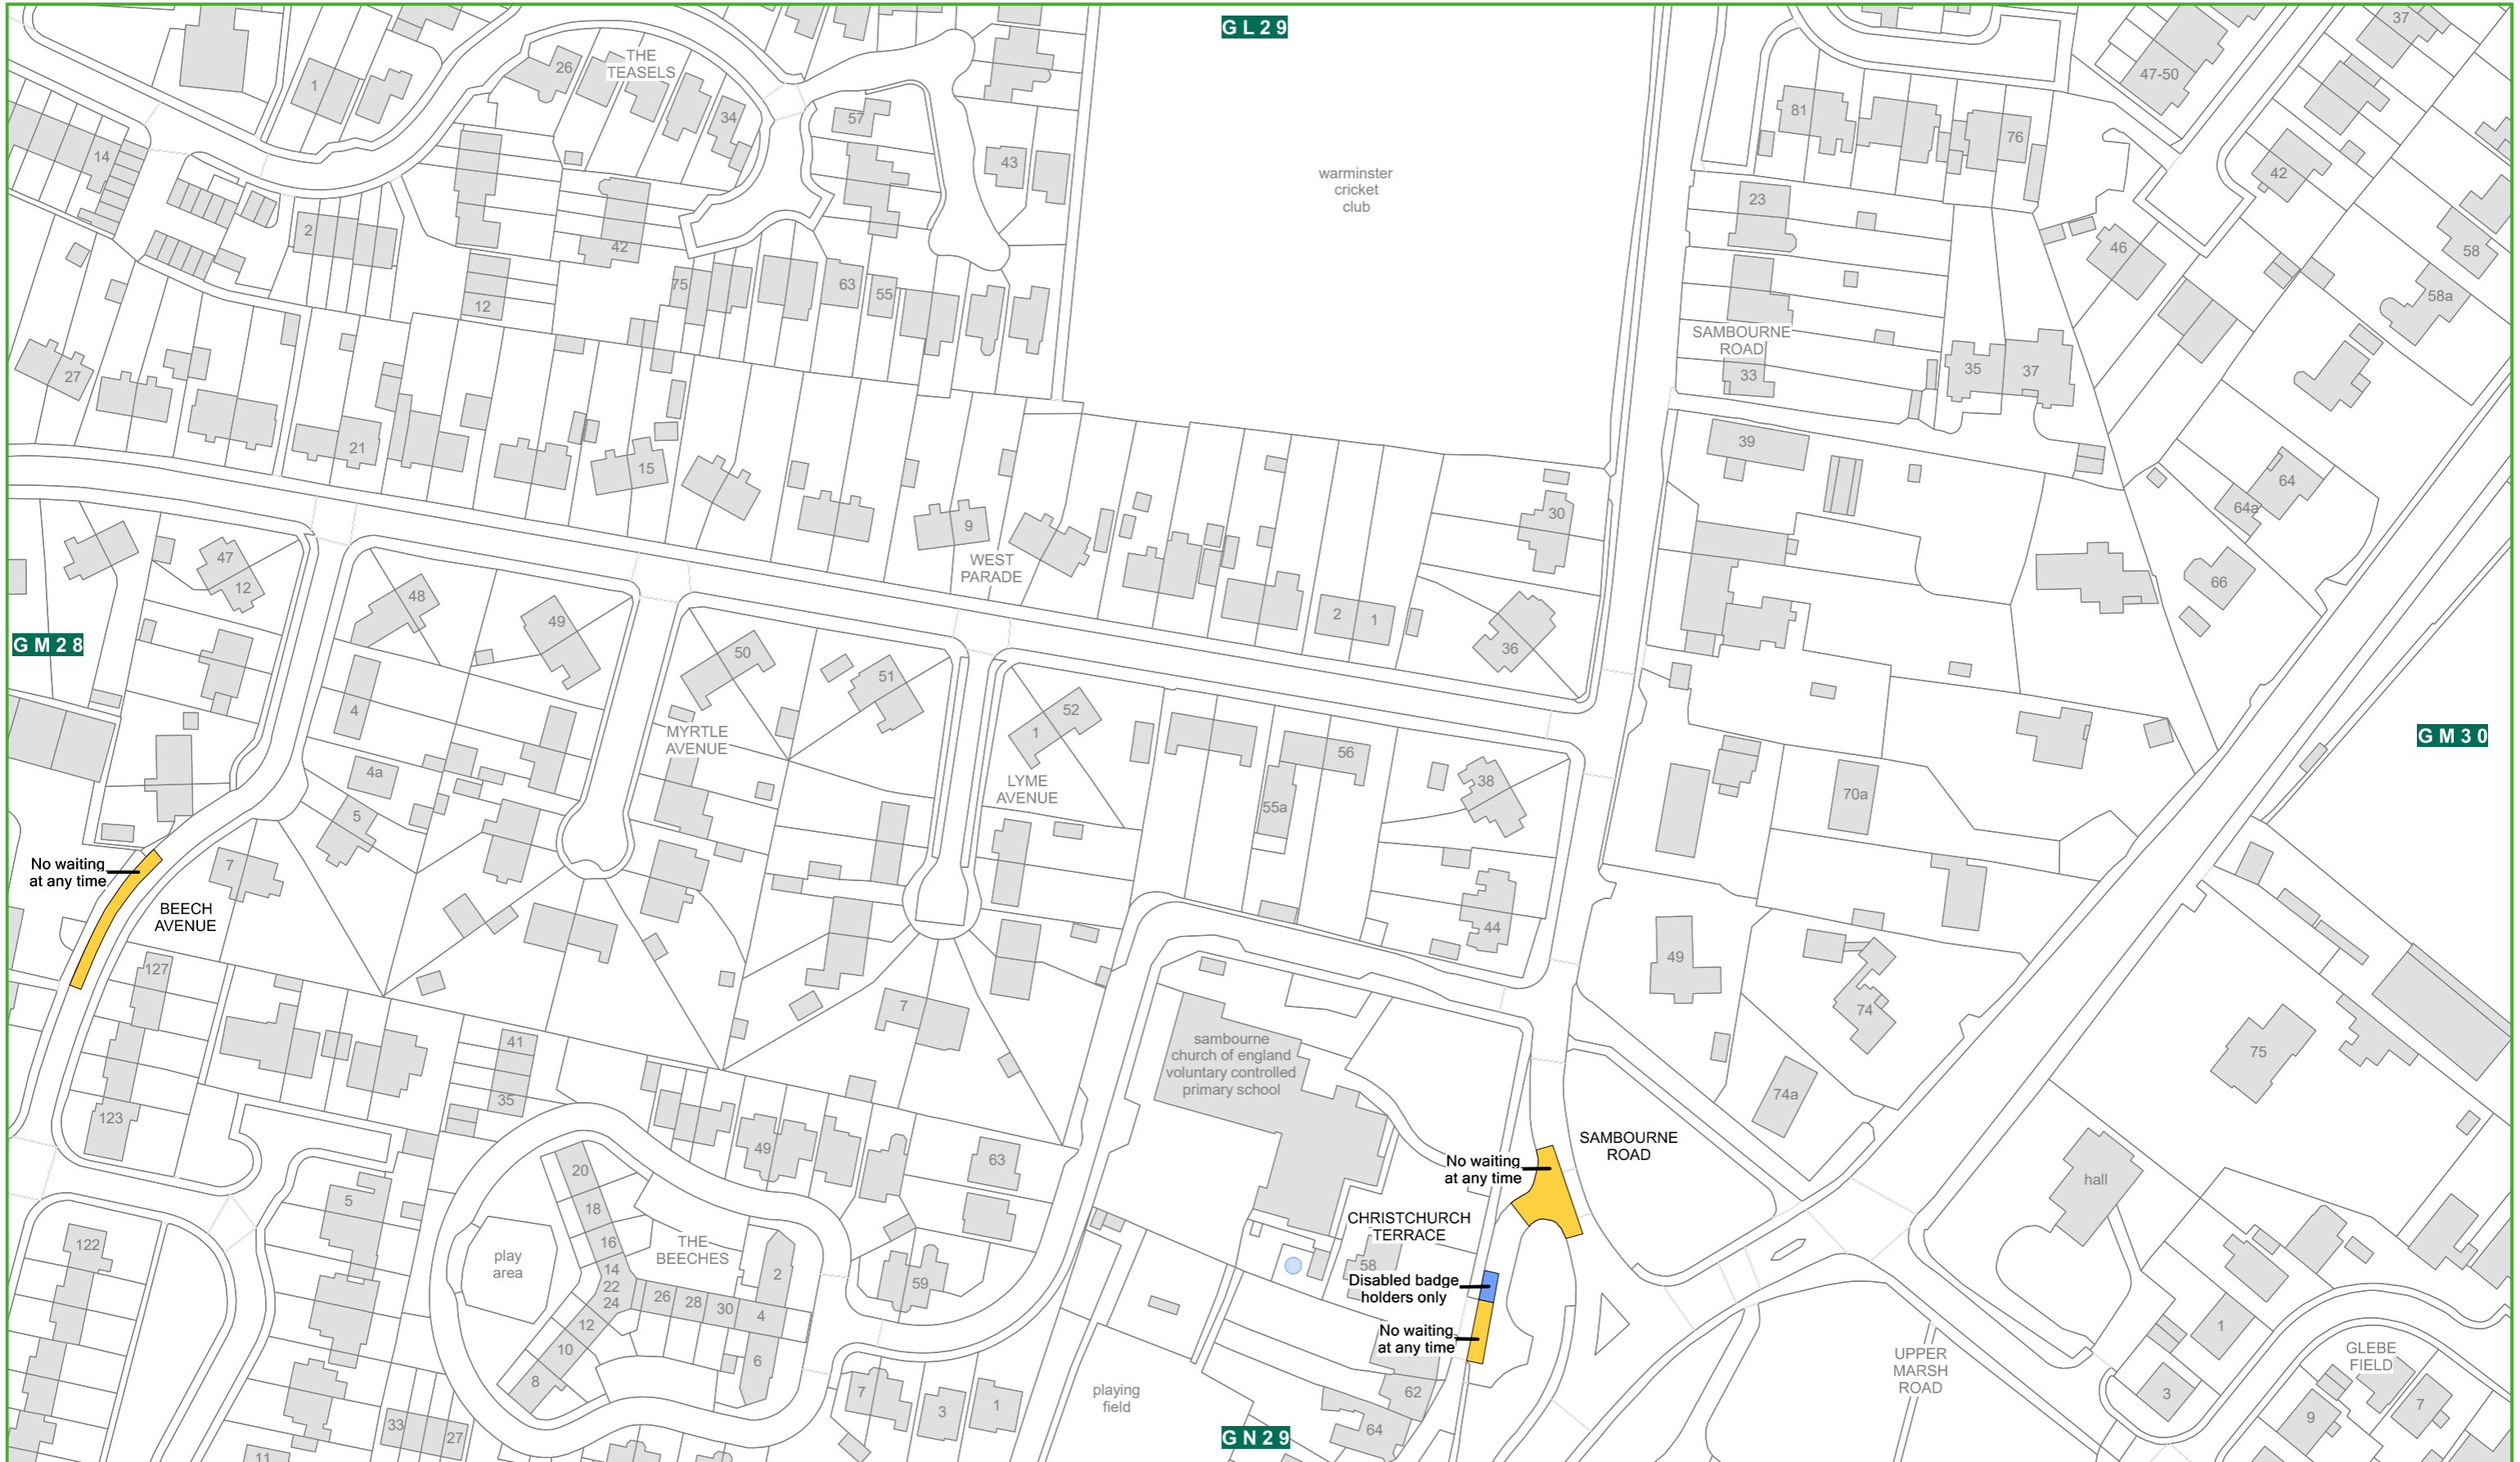 GL29
37
THE
TEASELS
26
47-50
1
34
81
57
76
14
43
42
warminster
cricket
club
23
2
42
46
58
75
63
55
58a
12
SAMBOURNE
ROAD
27
33
35
37
21
39
15
64
64a
9
30
WEST
PARADE
47
12
48
49
66
2
1
36
GM28
50
51
4
52
1
MYRTLE
AVENUE
GM30
56
4a
LYME
AVENUE
38
70a
55a
5
No waiting
at any time
7
BEECH
AVENUE
44
127
49
7
74
41
sambourne
church of england
voluntary controlled
primary school
75
35
74a
123
49
63
SAMBOURNE
ROAD
No waiting
at any time
20
hall
5
18
CHRISTCHURCH
TERRACE
16
122
THE
BEECHES
play
area
14
22
24
2
58
59
Disabled badge
holders only
26
28
30
4
12
No waiting
at any time
1
10
6
UPPER
MARSH
ROAD
GLEBE
FIELD
8
7
3
1
playing
field
62
3
7
9
33
27
64
GN29
11